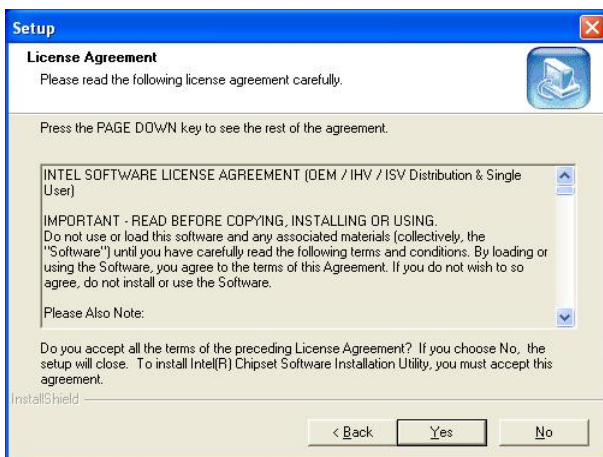 Setup
License Agreement
Please read the following license agreement carefully.
Press the PAGE DOWN key to see the rest of the agreement.
INTEL SOFTWARE LICENSE AGREEMENT (OEM / IHV / ISV Distribution & Single
User)
IMPORTANT - READ BEFORE COPYING, INSTALLING OR USING.
Do not use or load this software and any associated materials (collectively, the
"Software") until you have carefully read the following terms and conditions. By loading or
using the Software, you agree to the terms of this Agreement. If you do not wish to so
agree, do not install or use the Software.
Please Also Note:
Do you accept all the terms of the preceding License Agreement? If you choose No, the
setup will close. To install Intel(R) Chipset Software Installation Utility, you must accept this
agreement.
InstallShield
< Back
Yes
No